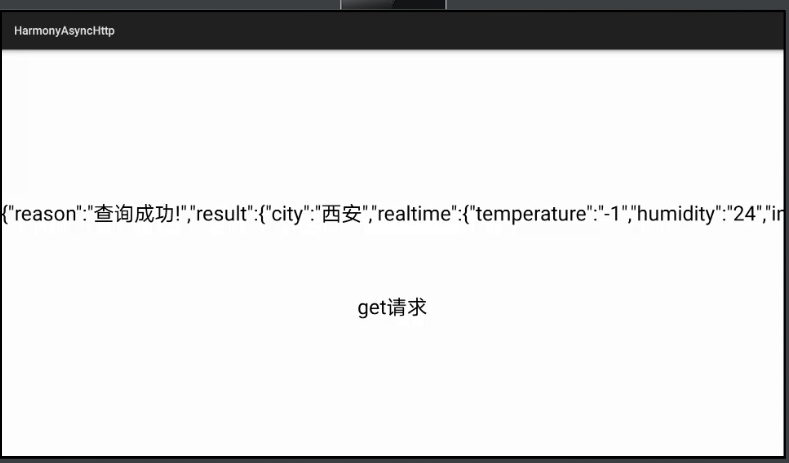 HarmonyAsyncHttp
{"reason":"查询成功!","result":{"city":"西安","realtime":{"temperature":"-1","humidity":"24","in
get请求